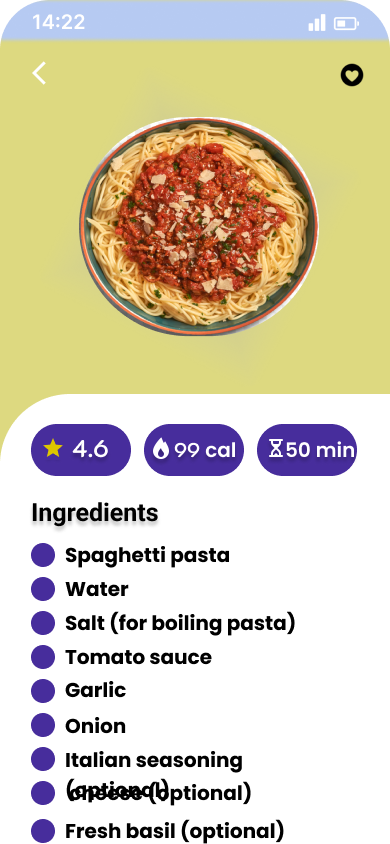 14:22
4.6
99 cal
50 min
Ingredients
Spaghetti pasta
Water
Salt (for boiling pasta)
Tomato sauce
Garlic
Onion
Italian seasoning
(optional)
cheese (optional)
Fresh basil (optional)